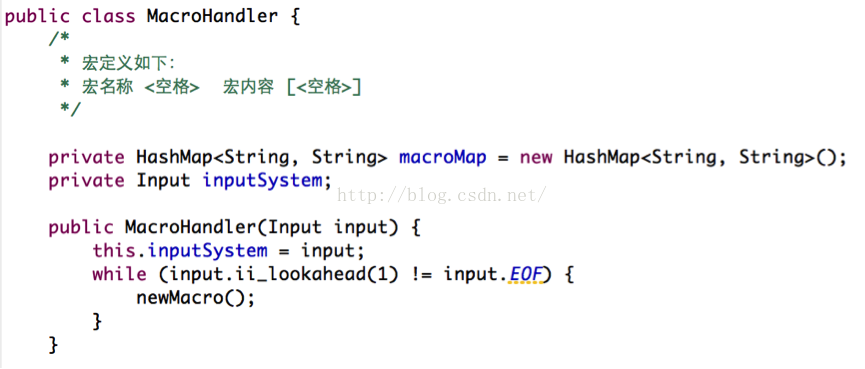 public class MacroHandler {
/*
* 宏定义如下:
* 宏名称 <空格>  宏内容 [<空格>]
*/
private HashMap<String, String> macroMap = new HashMap<String, String>();
private Input inputSystem;
http://blog.csdn.net/
public MacroHandler(Input input) {
this.inputSystem = input;
while (input.ii_lookahead(1) != input.EOF) {
newMacro();
}
}